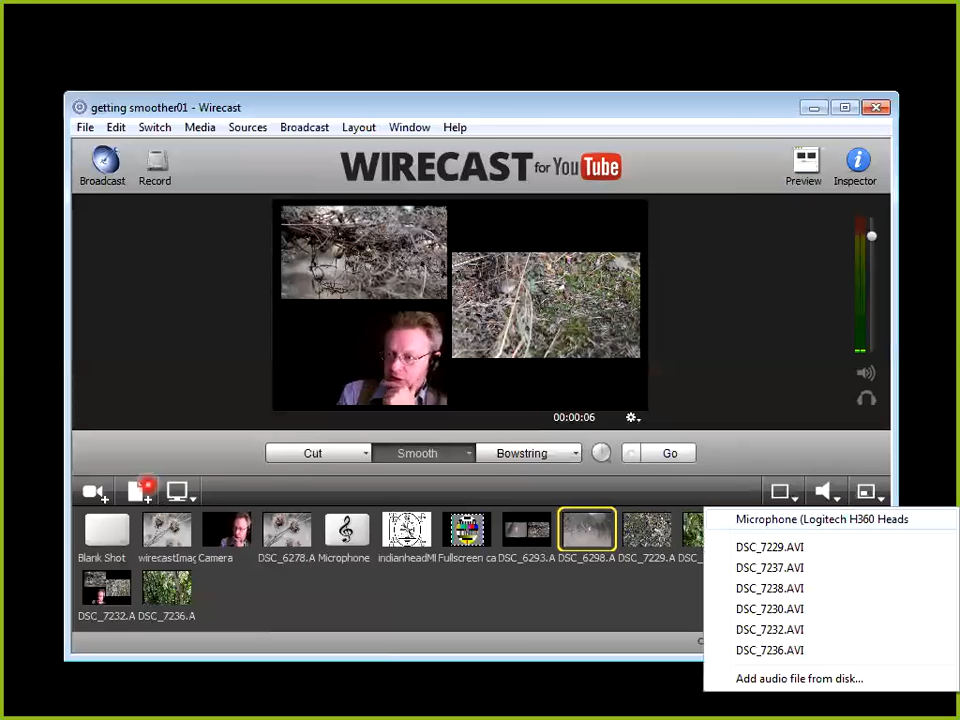 getting smoother01 - Wirecast
File Edit Switch Media Sources Broadcast Layout Window Help
Broadcast Record
WIRECAST for YouTube
Preview Inspector
00:00:06
Cut Smooth Bowstring Go
Blank Shot wirecastImag Camera DSC_6278.A Microphone indianheadM Fullscreen ca DSC_6293.A DSC_6298.A DSC_7229.A DSC_
DSC_7232.A DSC_7236.A
Microphone (Logitech H360 Heads
DSC_7229.AVI
DSC_7237.AVI
DSC_7238.AVI
DSC_7230.AVI
DSC_7232.AVI
DSC_7236.AVI
Add audio file from disk...